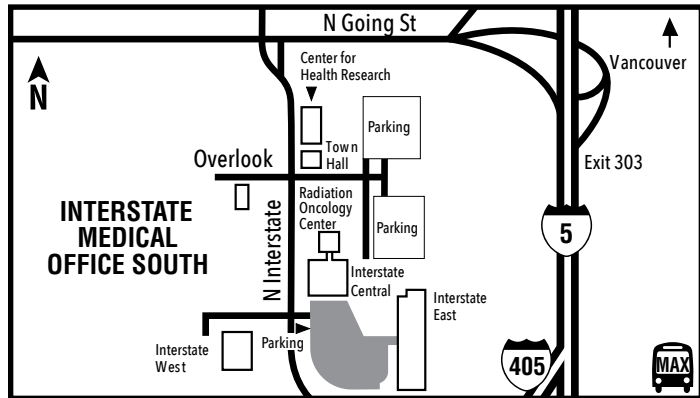 N Going St
Center for
Health Research
Vancouver
N
Parking
Town
Hall
Overlook
Exit 303
Radiation
Oncology
Center
INTERSTATE
MEDICAL
OFFICE SOUTH
N Interstate
Parking
5
Interstate
Central
Interstate
East
Parking
Interstate
West
405
MAX